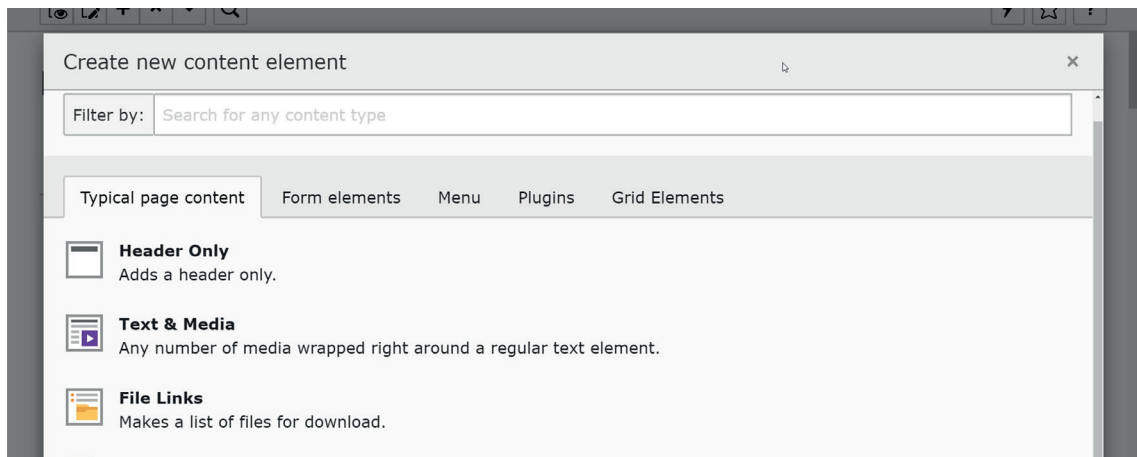 Create new content element
×
Filter by: Search for any content type
Typical page content Form elements Menu Plugins Grid Elements
Header Only
Adds a header only.
Text & Media
Any number of media wrapped right around a regular text element.
File Links
Makes a list of files for download.